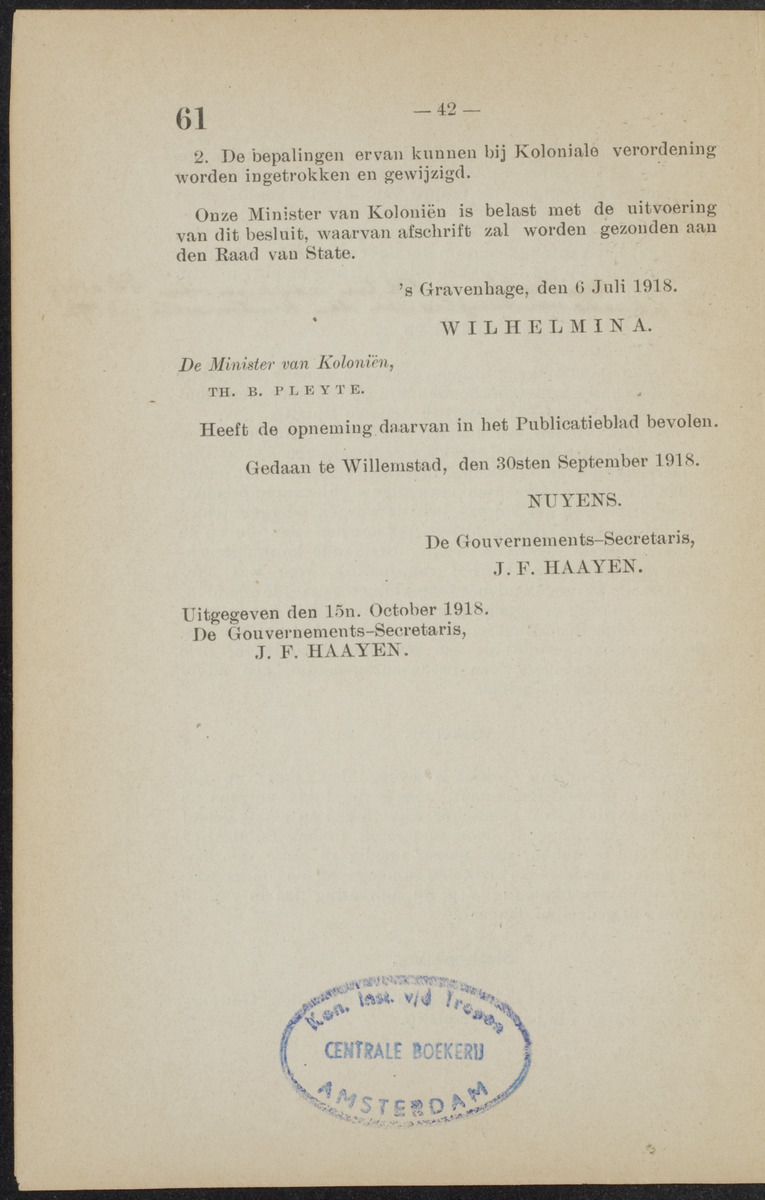 61
— 42 —
2. De bepalingen ervan kunnen bij Koloniale verordening
worden ingetrokken en gewijzigd.
Onze Minister van Koloniën is belast met de uitvoering
van dit besluit, waarvan afschrift zal worden gezonden aan
den Raad van State.
's Gravenhage, den 6 Juli 1918.
WILHELMINA.
De Minister van Koloniën,
TH. B. PLEYTE.
Heeft de opneming daarvan in het Publicatieblad bevolen.
Gedaan te Willemstad, den 30sten September 1918.
NUYENS.
De Gouvernements-Secretaris,
J. F. HAAYEN.
Uitgegeven den 15n. October 1918.
De Gouvernements-Secretaris,
J. F. HAAYEN.
Kon. Inst. v/d Tropen
CENTRALE BOEKERIJ
AMSTERDAM